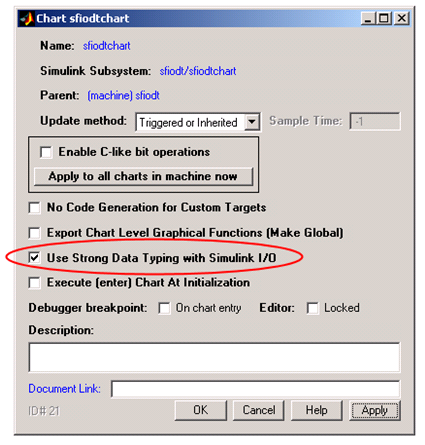 Chart sfiodtchart
Name: sfiodtchart
Simulink Subsystem: sfiodt/sfiodtchart
Parent: (machine) sfiodt
Update method: Triggered or Inherited Sample Time: -1
Enable C-like bit operations
Apply to all charts in machine now
No Code Generation for Custom Targets
Export Chart Level Graphical Functions (Make Global)
Use Strong Data Typing with Simulink I/O
Execute (enter) Chart At Initialization
Debugger breakpoint: On chart entry Editor: Locked
Description:
Document Link:
ID# 21 OK Cancel Help Apply